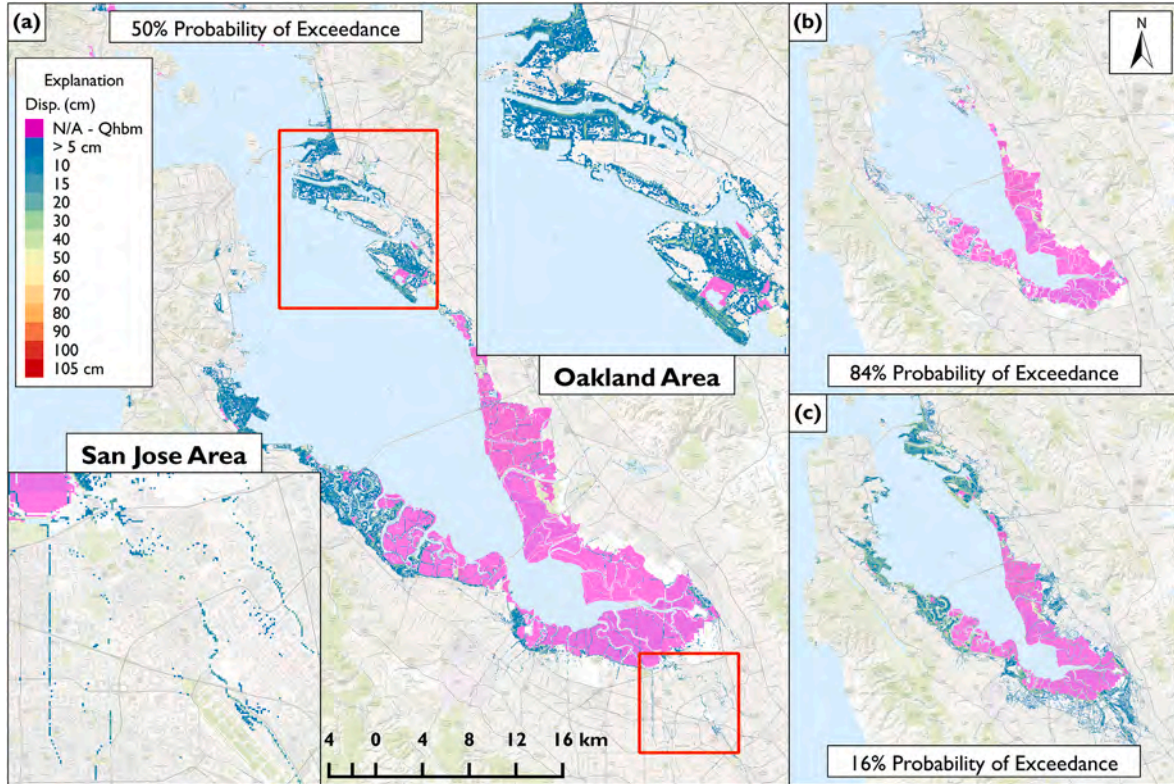 (a)
50% Probability of Exceedance
Explanation
Disp. (cm)
N/A - Qhbm
> 5 cm
10
15
20
30
40
50
60
70
80
90
100
105 cm
Oakland Area
San Jose Area
4 0 4 8 12 16 km
(b)
N
84% Probability of Exceedance
(c)
16% Probability of Exceedance